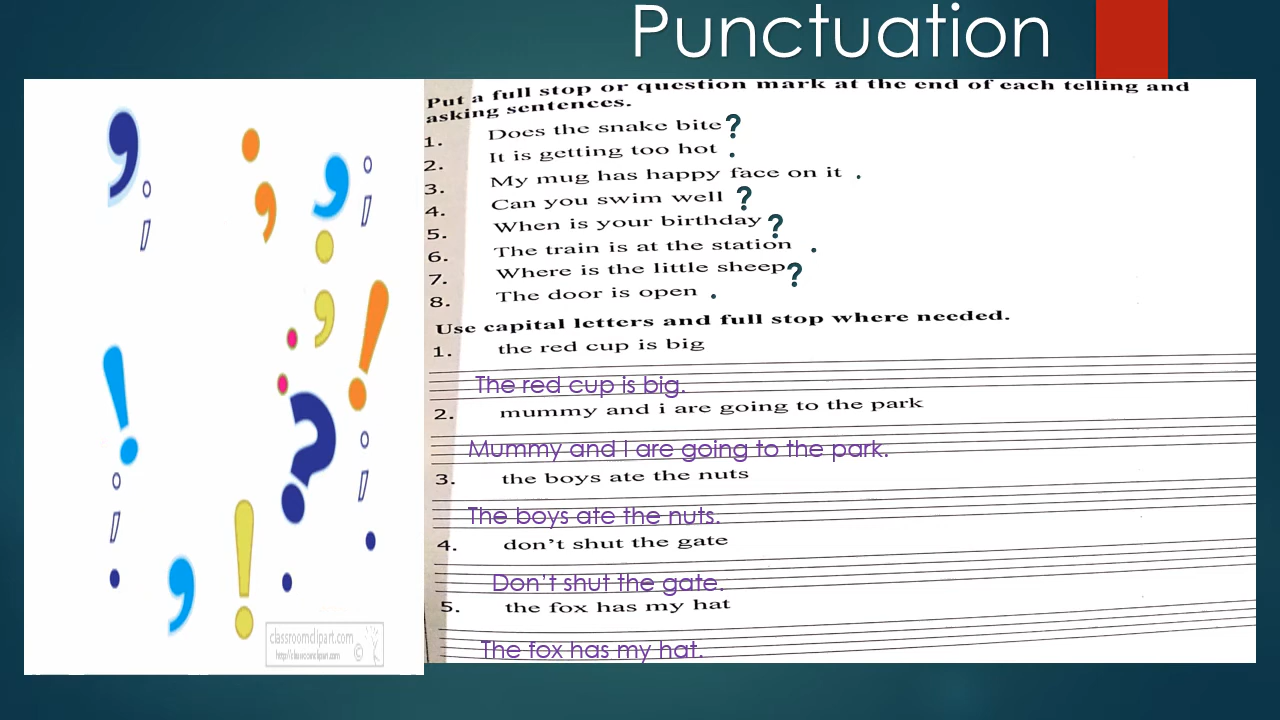 Punctuation
Put a full stop or question mark at the end of each telling and
asking sentences.
1. Does the snake bite?
2. It is getting too hot .
3. My mug has happy face on it .
4. Can you swim well ?
5. When is your birthday?
6. The train is at the station .
7. Where is the little sheep?
8. The door is open .
Use capital letters and full stop where needed.
1. the red cup is big
The red cup is big.
2. mummy and i are going to the park
Mummy and I are going to the park.
3. the boys ate the nuts
The boys ate the nuts.
4. don't shut the gate
Don't shut the gate.
5. the fox has my hat
The fox has my hat.
classroomclipart.com
http://classroomclipart.com ©